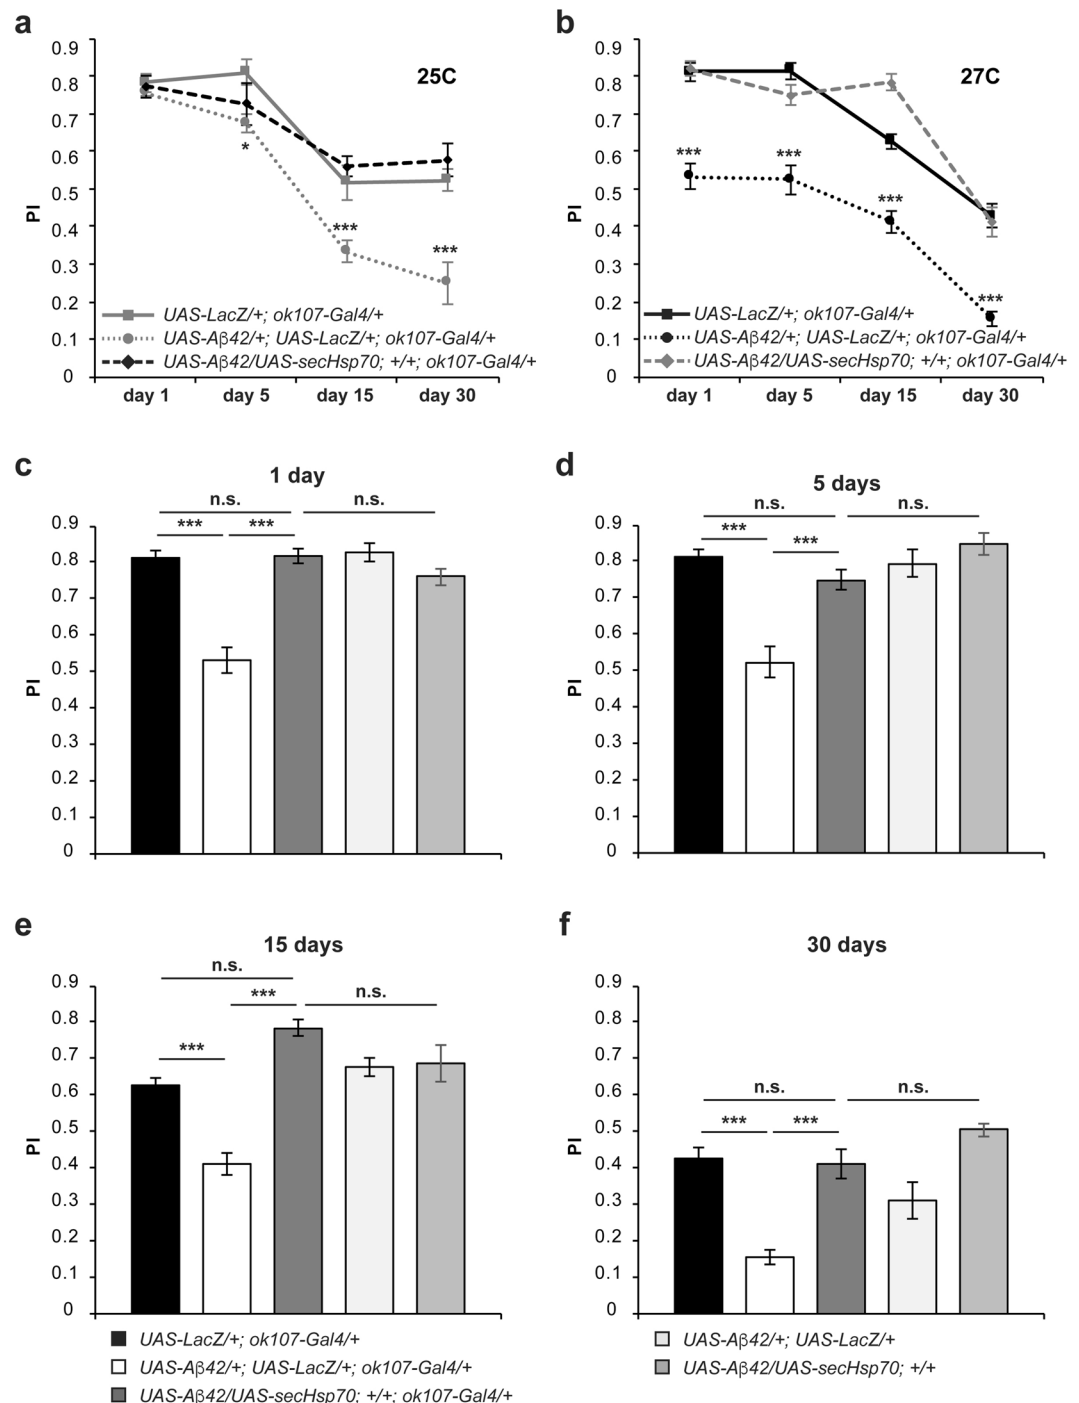 a
25C
0.9
0.8
0.7
0.6
0.5
0.4
0.3
0.2
0.1
0
PI
*
***
***
UAS-LacZ/+; ok107-Gal4/+
UAS-Aβ42/+; UAS-LacZ/+; ok107-Gal4/+
UAS-Aβ42/UAS-secHsp70; +/+; ok107-Gal4/+
day 1 day 5 day 15 day 30
b
27C
0.9
0.8
0.7
0.6
0.5
0.4
0.3
0.2
0.1
0
PI
***
***
***
***
UAS-LacZ/+; ok107-Gal4/+
UAS-Aβ42/+; UAS-LacZ/+; ok107-Gal4/+
UAS-Aβ42/UAS-secHsp70; +/+; ok107-Gal4/+
day 1 day 5 day 15 day 30
c
1 day
n.s. n.s.
*** ***
0.9
0.8
0.7
0.6
0.5
0.4
0.3
0.2
0.1
0
PI
d
5 days
n.s. n.s.
***
***
0.9
0.8
0.7
0.6
0.5
0.4
0.3
0.2
0.1
0
PI
e
15 days
n.s.
*** n.s.
***
0.9
0.8
0.7
0.6
0.5
0.4
0.3
0.2
0.1
0
PI
f
30 days
n.s. n.s.
*** ***
0.9
0.8
0.7
0.6
0.5
0.4
0.3
0.2
0.1
0
PI
UAS-LacZ/+; ok107-Gal4/+
UAS-Aβ42/+; UAS-LacZ/+; ok107-Gal4/+
UAS-Aβ42/UAS-secHsp70; +/+; ok107-Gal4/+
UAS-Aβ42/+; UAS-LacZ/+
UAS-Aβ42/UAS-secHsp70; +/+